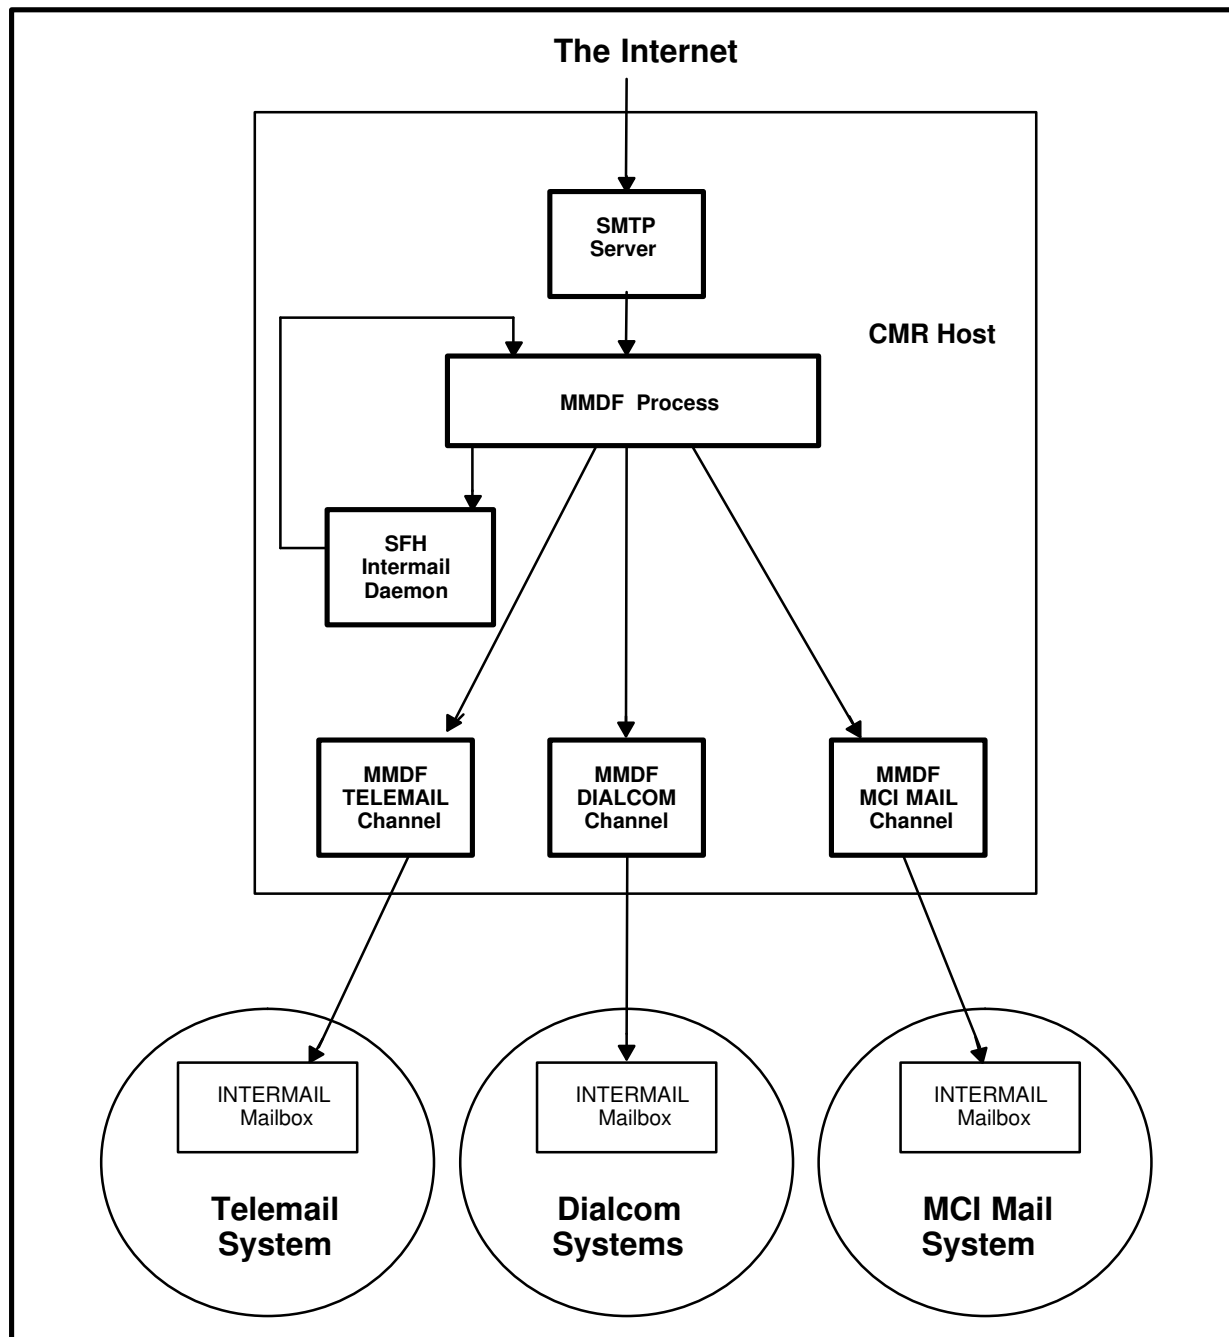 The Internet
SMTP
Server
CMR Host
MMDF Process
SFH
Intermail
Daemon
MMDF
TELEMAIL
Channel
MMDF
DIALCOM
Channel
MMDF
MCI MAIL
Channel
INTERMAIL
Mailbox
INTERMAIL
Mailbox
INTERMAIL
Mailbox
Telemail
System
Dialcom
Systems
MCI Mail
System